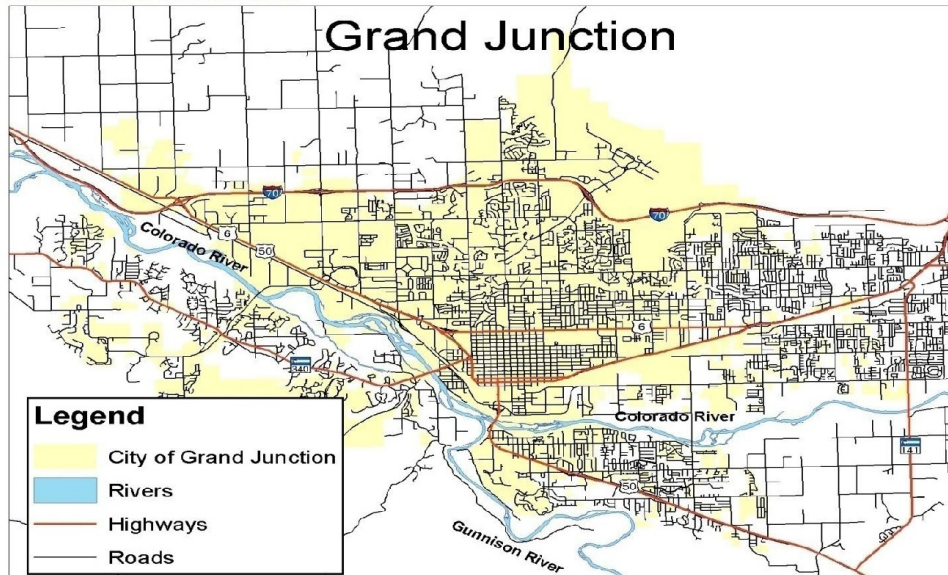 Grand Junction
70
70
6
Colorado River
50
6
340
Colorado River
141
50
Gunnison River
Legend
City of Grand Junction
Rivers
Highways
Roads